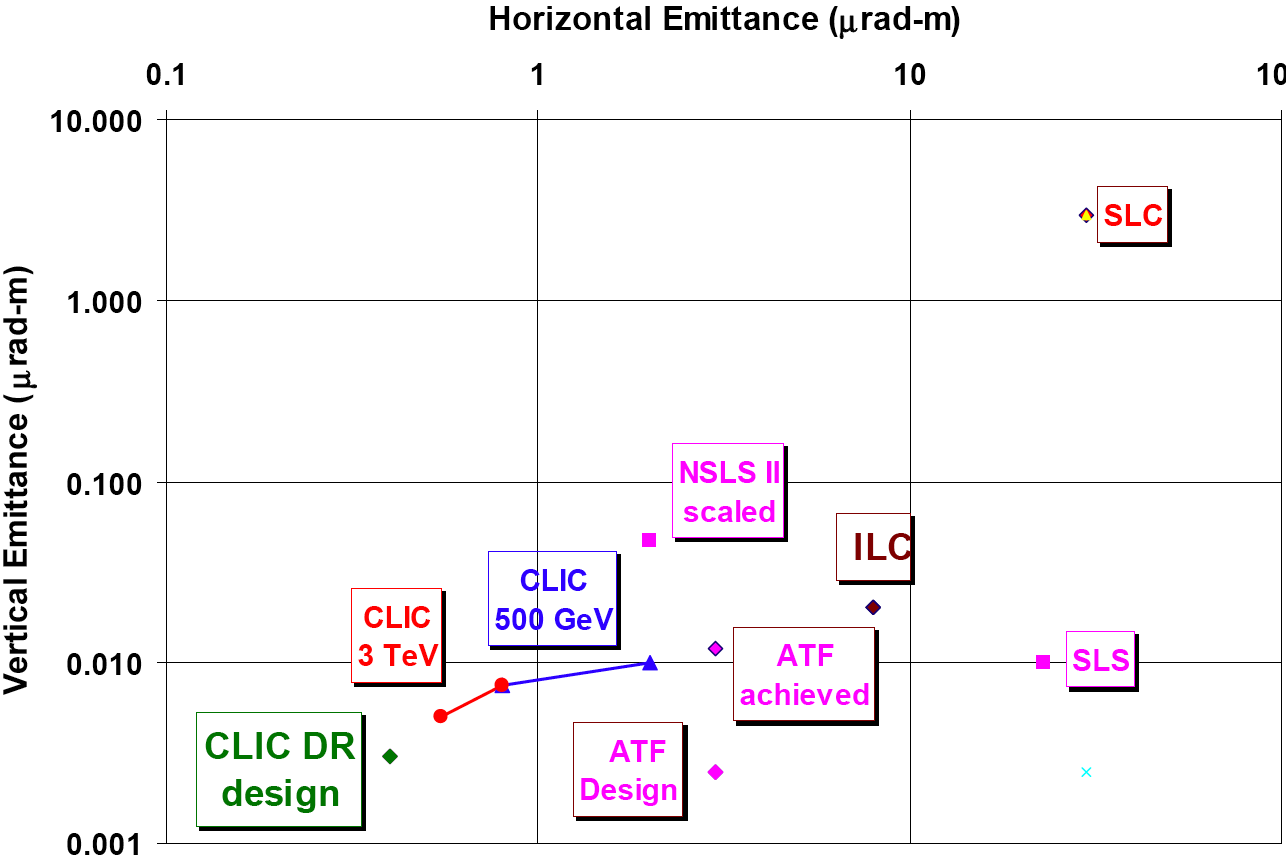 Horizontal Emittance (μrad-m)
0.1 1 10 10
10.000
SLC
1.000
Vertical Emittance (μrad-m)
NSLS II
scaled
0.100
ILC
CLIC
500 GeV
CLIC
3 TeV
ATF
achieved
SLS
0.010
CLIC DR
design
ATF
Design
0.001